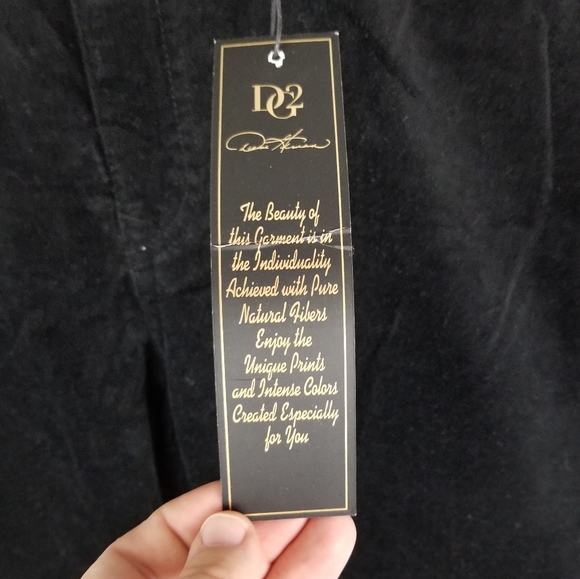 DG2
The Beauty of
this Garment is in
the Individuality
Achieved with Pure
Natural Fibers
Enjoy the
Unique Prints
and Intense Colors
Created Especially
for You